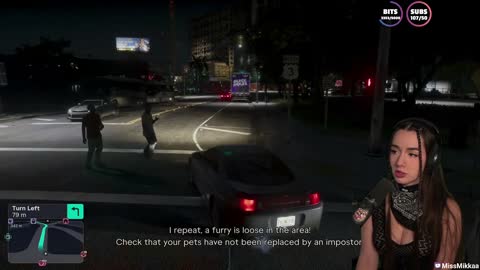 BITS
SUBS
107/50
3
Turn Left
79 m
I repeat, a furry is loose in the area!
Check that your pets have not been replaced by an impostor
MissMikkaa